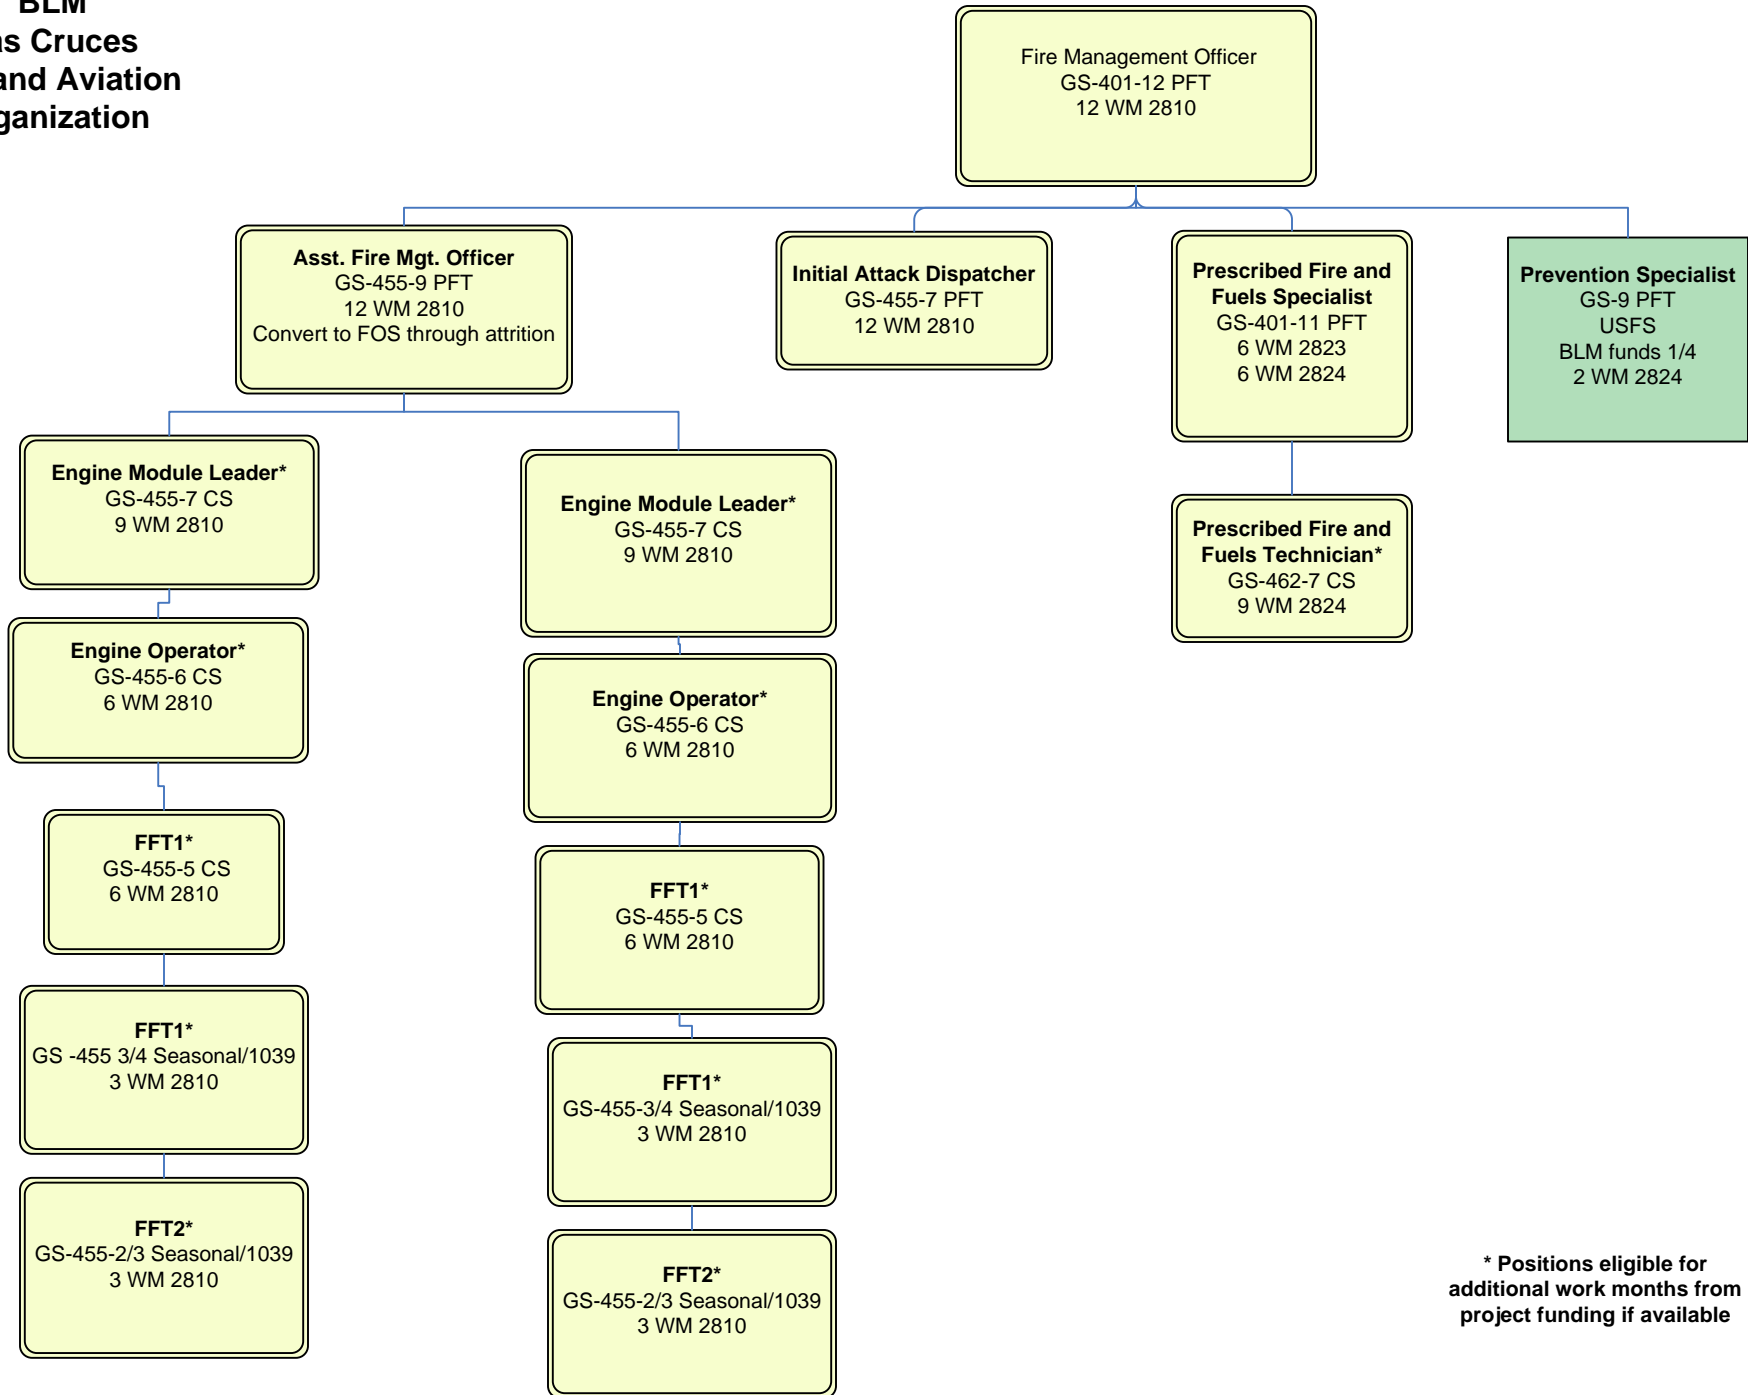 BLM
as Cruces
and Aviation
ganization
Fire Management Officer
GS-401-12 PFT
12 WM 2810
Asst. Fire Mgt. Officer
GS-455-9 PFT
12 WM 2810
Convert to FOS through attrition
Initial Attack Dispatcher
GS-455-7 PFT
12 WM 2810
Prescribed Fire and
Fuels Specialist
GS-401-11 PFT
6 WM 2823
6 WM 2824
Prevention Specialist
GS-9 PFT
USFS
BLM funds 1/4
2 WM 2824
Engine Module Leader*
GS-455-7 CS
9 WM 2810
Engine Module Leader*
GS-455-7 CS
9 WM 2810
Prescribed Fire and
Fuels Technician*
GS-462-7 CS
9 WM 2824
Engine Operator*
GS-455-6 CS
6 WM 2810
Engine Operator*
GS-455-6 CS
6 WM 2810
FFT1*
GS-455-5 CS
6 WM 2810
FFT1*
GS-455-5 CS
6 WM 2810
FFT1*
GS -455 3/4 Seasonal/1039
3 WM 2810
FFT1*
GS-455-3/4 Seasonal/1039
3 WM 2810
FFT2*
GS-455-2/3 Seasonal/1039
3 WM 2810
FFT2*
GS-455-2/3 Seasonal/1039
3 WM 2810
* Positions eligible for
additional work months from
project funding if available